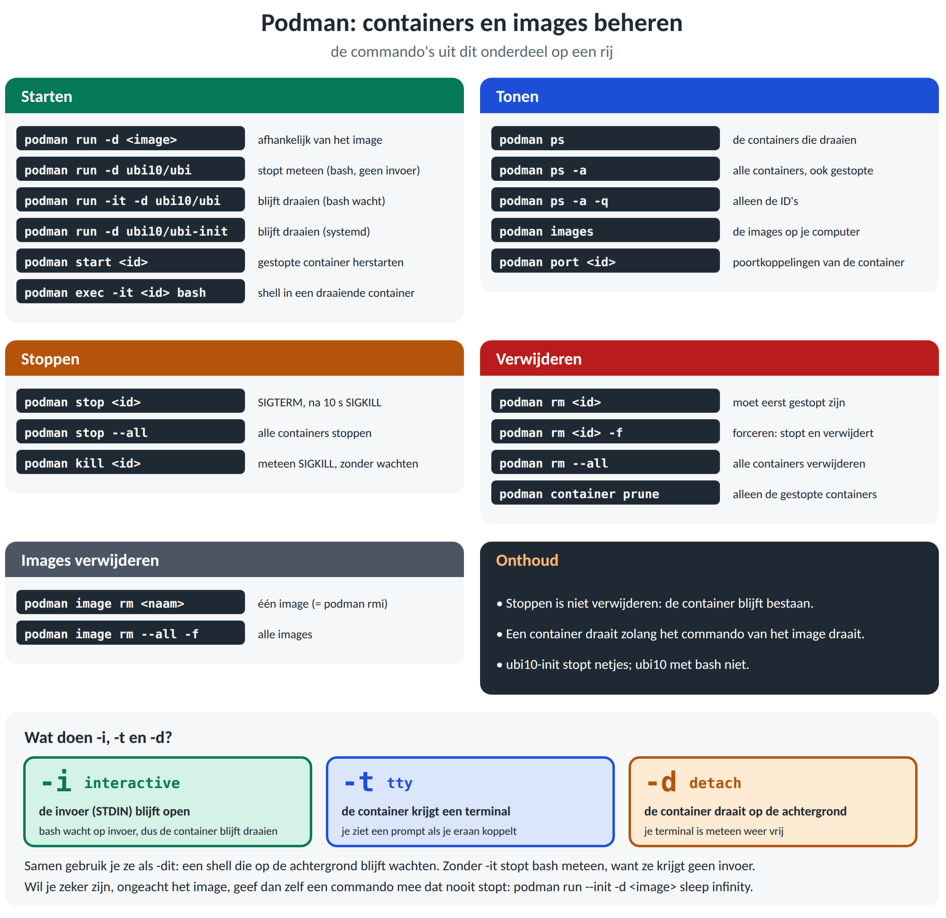 Podman: containers en images beheren
de commando's uit dit onderdeel op een rij
Starten
podman run -d <image> afhankelijk van het image
podman run -d ubi10/ubi stopt meteen (bash, geen invoer)
podman run -it -d ubi10/ubi blijft draaien (bash wacht)
podman run -d ubi10/ubi-init blijft draaien (systemd)
podman start <id> gestopte container herstarten
podman exec -it <id> bash shell in een draaiende container
Tonen
podman ps de containers die draaien
podman ps -a alle containers, ook gestopte
podman ps -a -q alleen de ID's
podman images de images op je computer
podman port <id> poortkoppelingen van de container
Stoppen
podman stop <id> SIGTERM, na 10 s SIGKILL
podman stop --all alle containers stoppen
podman kill <id> meteen SIGKILL, zonder wachten
Verwijderen
podman rm <id> moet eerst gestopt zijn
podman rm <id> -f forceren: stopt en verwijdert
podman rm --all alle containers verwijderen
podman container prune alleen de gestopte containers
Images verwijderen
podman image rm <naam> één image (= podman rmi)
podman image rm --all -f alle images
Onthoud
• Stoppen is niet verwijderen: de container blijft bestaan.
• Een container draait zolang het commando van het image draait.
• ubi10-init stopt netjes; ubi10 met bash niet.
Wat doen -i, -t en -d?
-i interactive
de invoer (STDIN) blijft open
bash wacht op invoer, dus de container blijft draaien
-t tty
de container krijgt een terminal
je ziet een prompt als je eraan koppelt
-d detach
de container draait op de achtergrond
je terminal is meteen weer vrij
Samen gebruik je ze als -dit: een shell die op de achtergrond blijft wachten. Zonder -it stopt bash meteen, want ze krijgt geen invoer.
Wil je zeker zijn, ongeacht het image, geef dan zelf een commando mee dat nooit stopt: podman run --init -d <image> sleep infinity.